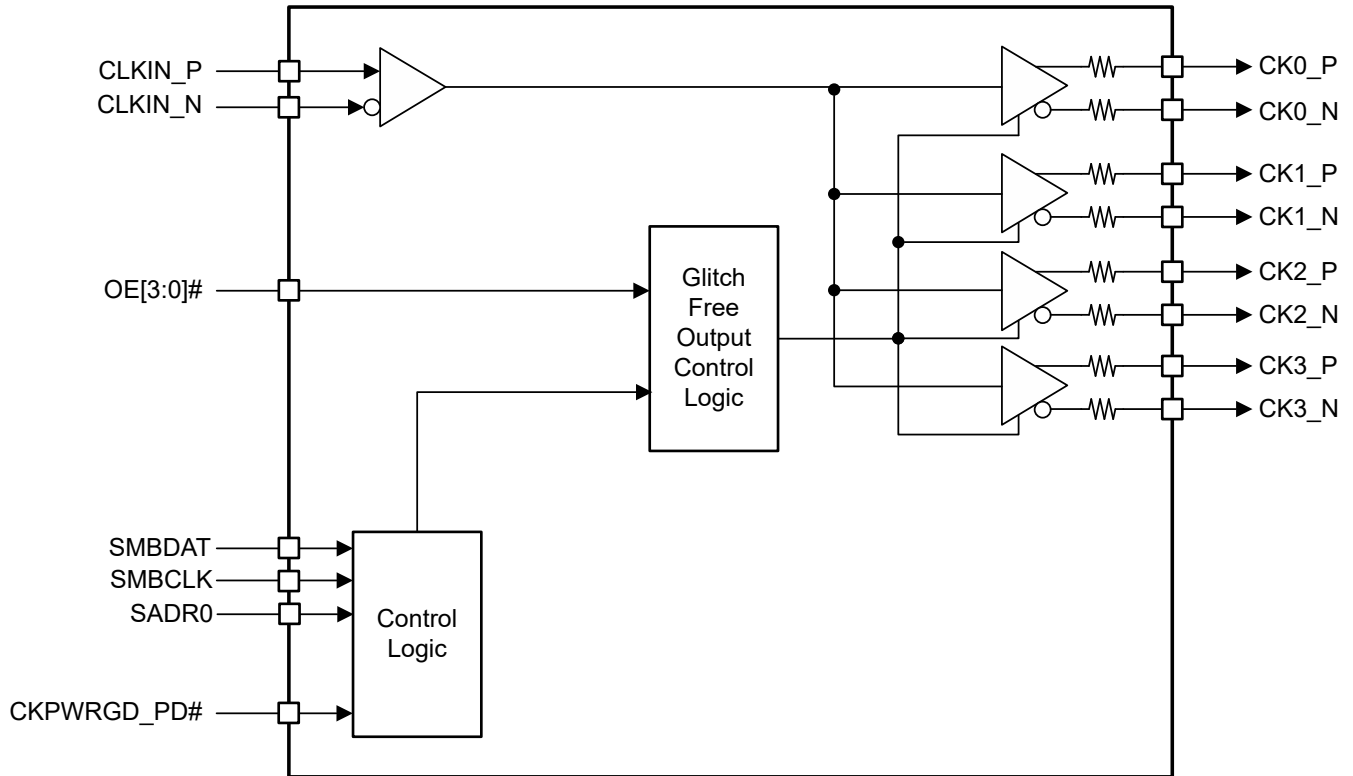 CLKIN_P
CLKIN_N
OE[3:0]#
SMBDAT
SMBCLK
SADR0
CKPWRGD_PD#
Control
Logic
Glitch
Free
Output
Control
Logic
CK0_P
CK0_N
CK1_P
CK1_N
CK2_P
CK2_N
CK3_P
CK3_N